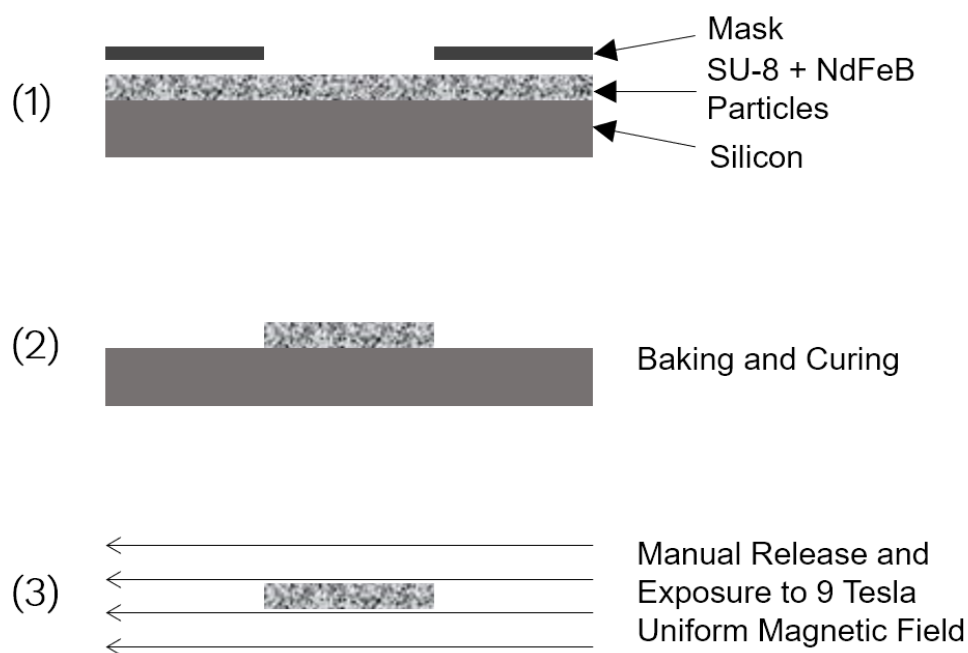 (1)
Mask
SU-8 + NdFeB
Particles
Silicon
(2)
Baking and Curing
(3)
Manual Release and
Exposure to 9 Tesla
Uniform Magnetic Field